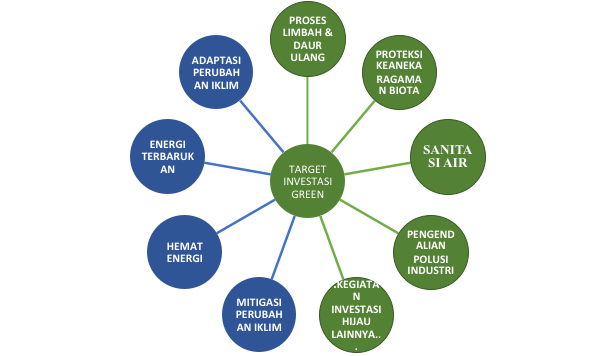 PROSES
LIMBAH &
DAUR
ULANG
PROTEKSI
KEANEKA
RAGAMA
N BIOTA
SANITA
SI AIR
PENGEND
ALIAN
POLUSI
INDUSTRI
.KEGIATA
N
INVESTASI
HIJAU
LAINNYA..
.
MITIGASI
PERUBAH
AN IKLIM
HEMAT
ENERGI
ENERGI
TERBARUK
AN
ADAPTASI
PERUBAH
AN IKLIM
TARGET
INVESTASI
GREEN